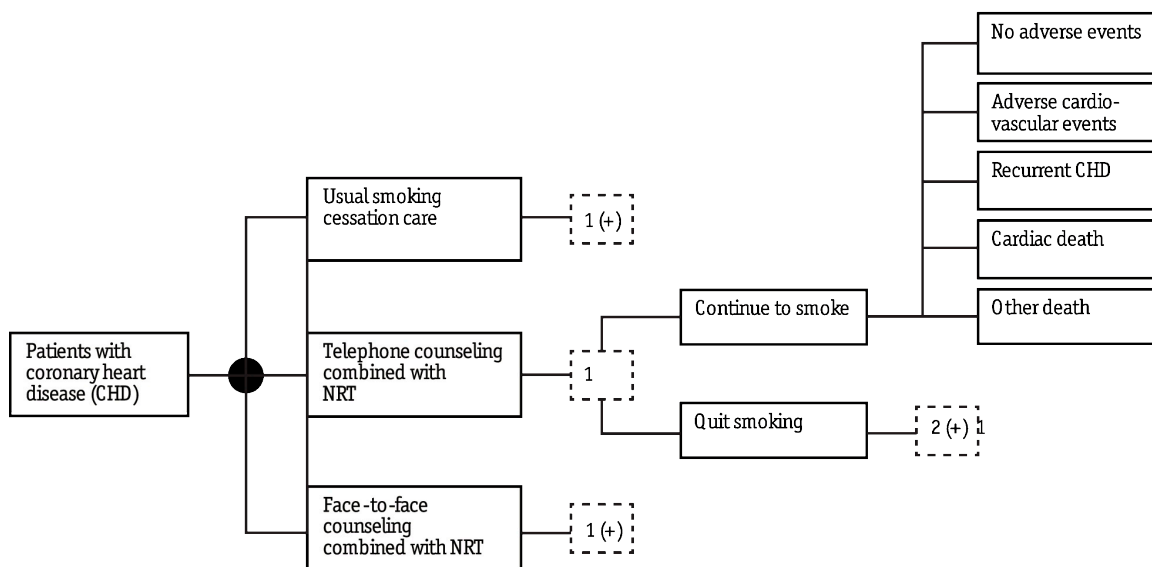 No adverse events
Adverse cardio-
vascular events
Recurrent CHD
Cardiac death
Other death
Usual smoking
cessation care
1 (+)
Continue to smoke
Patients with
coronary heart
disease (CHD)
Telephone counseling
combined with
NRT
1
Quit smoking
2 (+) 1
Face-to-face
counseling
combined with NRT
1 (+)